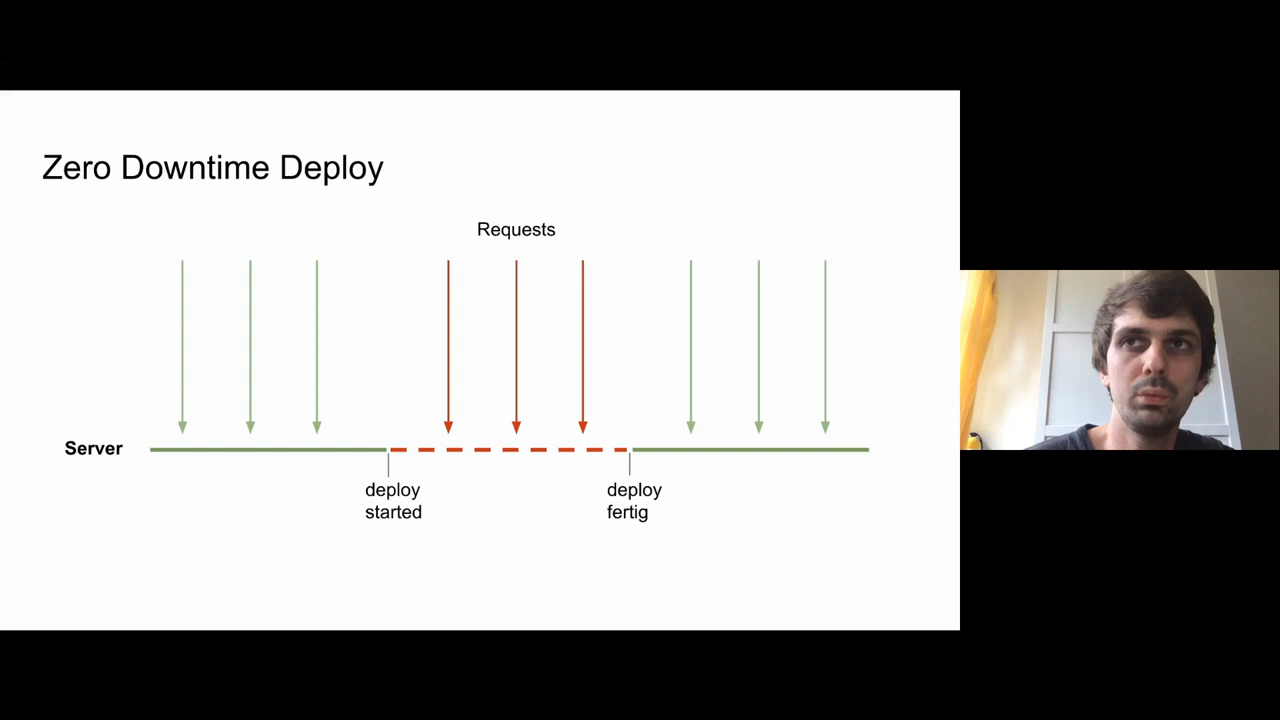 Zero Downtime Deploy
Requests
Server
deploy
started
deploy
fertig